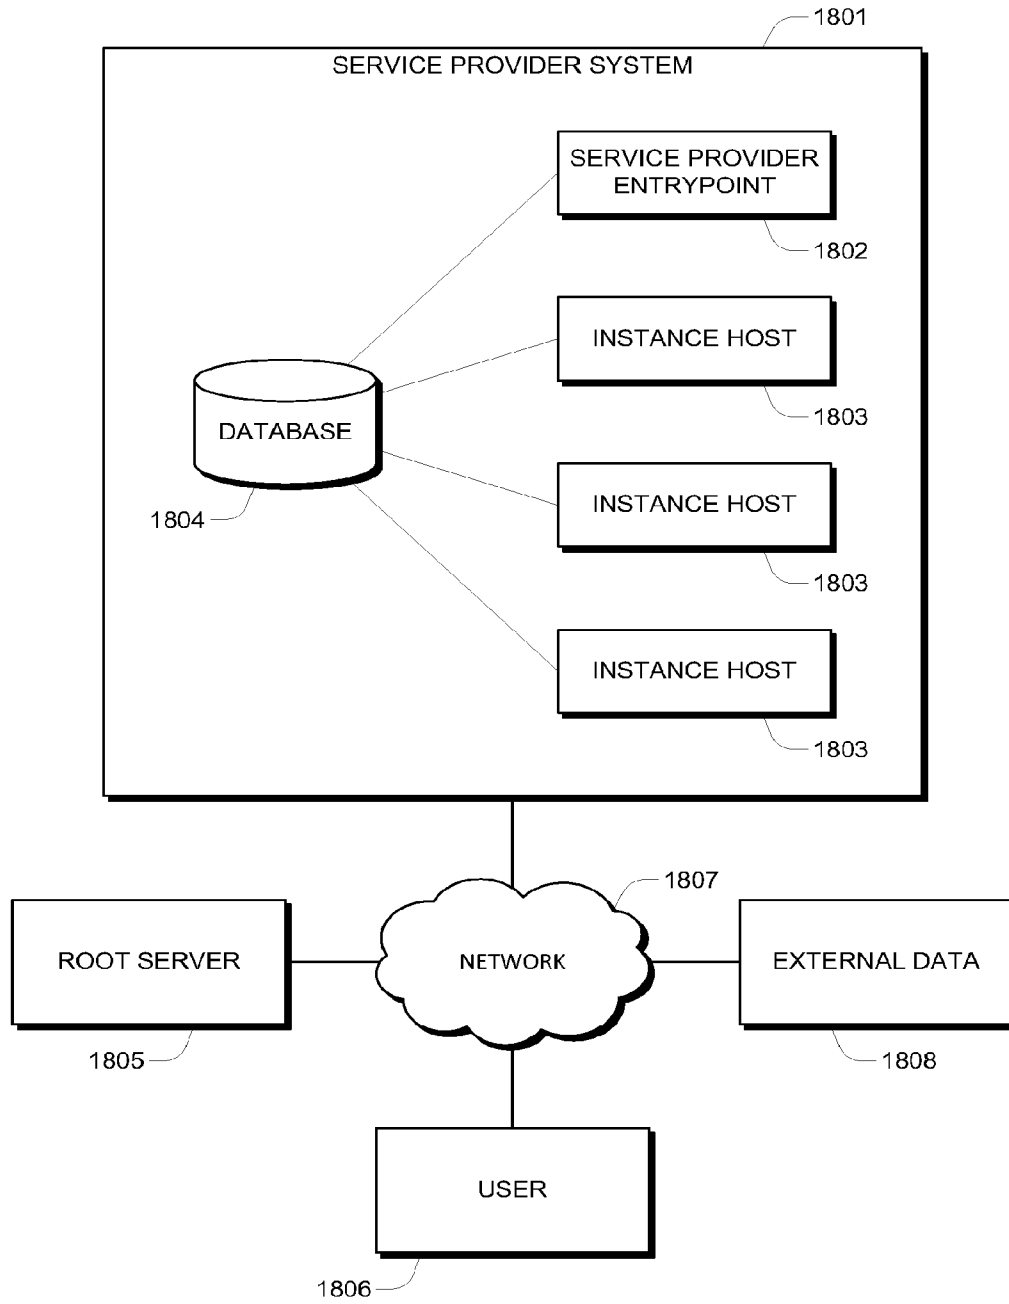 1801
SERVICE PROVIDER SYSTEM
SERVICE PROVIDER
ENTRYPOINT
1802
INSTANCE HOST
1803
DATABASE
1804
INSTANCE HOST
1803
INSTANCE HOST
1803
1807
ROOT SERVER
NETWORK
EXTERNAL DATA
1805
1808
USER
1806